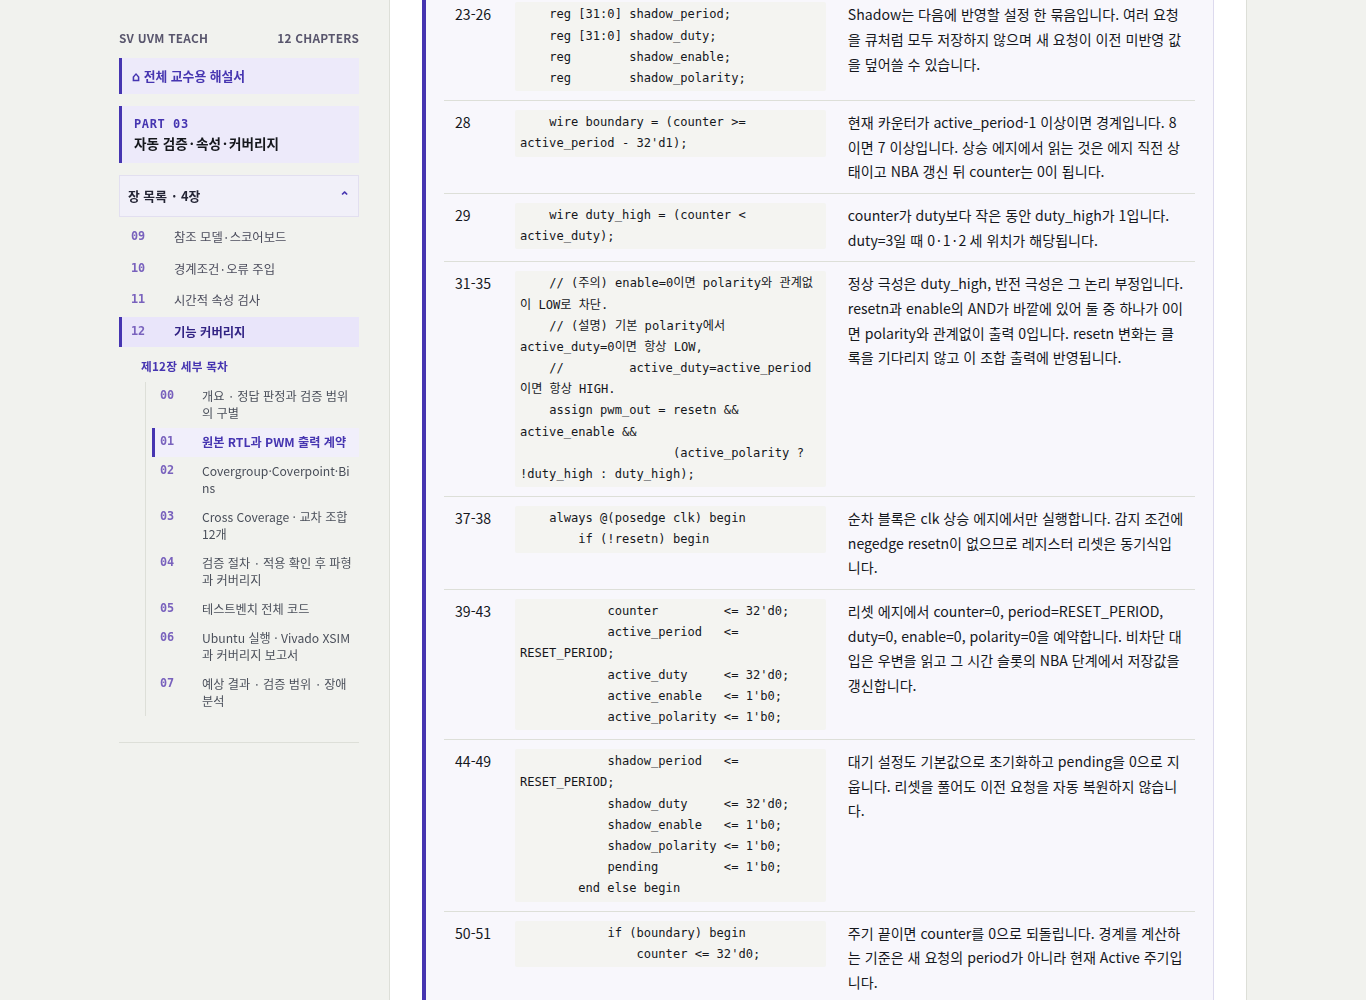 SV UVM TEACH
12 CHAPTERS
⌂ 전체 교수용 해설서
PART 03
자동 검증·속성·커버리지
장 목록 · 4장
09 참조 모델·스코어보드
10 경계조건·오류 주입
11 시간적 속성 검사
12 기능 커버리지
제12장 세부 목차
00 개요 · 정답 판정과 검증 범위
의 구별
01 원본 RTL과 PWM 출력 계약
02 Covergroup·Coverpoint·Bi
ns
03 Cross Coverage · 교차 조합
12개
04 검증 절차 · 적용 확인 후 파형
과 커버리지
05 테스트벤치 전체 코드
06 Ubuntu 실행 · Vivado XSIM
과 커버리지 보고서
07 예상 결과 · 검증 범위 · 장애
분석
23-26
reg [31:0] shadow_period;
reg [31:0] shadow_duty;
reg        shadow_enable;
reg        shadow_polarity;
Shadow는 다음에 반영할 설정 한 묶음입니다. 여러 요청
을 큐처럼 모두 저장하지 않으며 새 요청이 이전 미반영 값
을 덮어쓸 수 있습니다.
28
wire boundary = (counter >=
active_period - 32'd1);
현재 카운터가 active_period-1 이상이면 경계입니다. 8
이면 7 이상입니다. 상승 에지에서 읽는 것은 에지 직전 상
태이고 NBA 갱신 뒤 counter는 0이 됩니다.
29
wire duty_high = (counter <
active_duty);
counter가 duty보다 작은 동안 duty_high가 1입니다.
duty=3일 때 0·1·2 세 위치가 해당됩니다.
31-35
// (주의) enable=0이면 polarity와 관계없
이 LOW로 차단.
// (설명) 기본 polarity에서
active_duty=0이면 항상 LOW,
//         active_duty=active_period
이면 항상 HIGH.
assign pwm_out = resetn &&
active_enable &&
(active_polarity ?
!duty_high : duty_high);
정상 극성은 duty_high, 반전 극성은 그 논리 부정입니다.
resetn과 enable의 AND가 바깥에 있어 둘 중 하나가 0이
면 polarity와 관계없이 출력 0입니다. resetn 변화는 클
록을 기다리지 않고 이 조합 출력에 반영됩니다.
37-38
always @(posedge clk) begin
if (!resetn) begin
순차 블록은 clk 상승 에지에서만 실행합니다. 감지 조건에
negedge resetn이 없으므로 레지스터 리셋은 동기식입
니다.
39-43
counter         <= 32'd0;
active_period   <=
RESET_PERIOD;
active_duty     <= 32'd0;
active_enable   <= 1'b0;
active_polarity <= 1'b0;
리셋 에지에서 counter=0, period=RESET_PERIOD,
duty=0, enable=0, polarity=0을 예약합니다. 비차단 대
입은 우변을 읽고 그 시간 슬롯의 NBA 단계에서 저장값을
갱신합니다.
44-49
shadow_period   <=
RESET_PERIOD;
shadow_duty     <= 32'd0;
shadow_enable   <= 1'b0;
shadow_polarity <= 1'b0;
pending         <= 1'b0;
end else begin
대기 설정도 기본값으로 초기화하고 pending을 0으로 지
웁니다. 리셋을 풀어도 이전 요청을 자동 복원하지 않습니
다.
50-51
if (boundary) begin
counter <= 32'd0;
주기 끝이면 counter를 0으로 되돌립니다. 경계를 계산하
는 기준은 새 요청의 period가 아니라 현재 Active 주기입
니다.